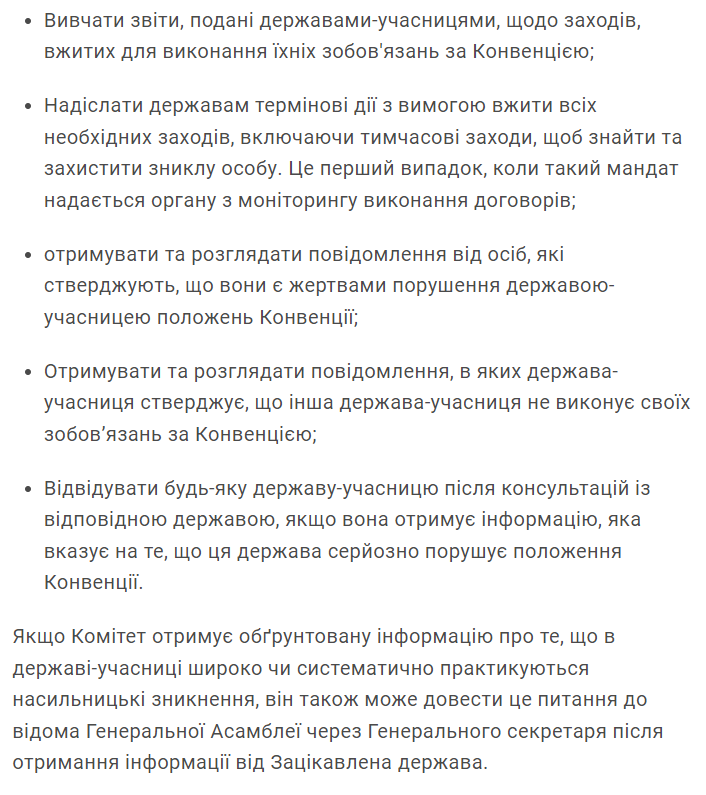 • Вивчати звіти, подані державами-учасницями, щодо заходів,
вжитих для виконання їхніх зобов'язань за Конвенцією;
• Надіслати державам термінові дії з вимогою вжити всіх
необхідних заходів, включаючи тимчасові заходи, щоб знайти та
захистити зниклу особу. Це перший випадок, коли такий мандат
надається органу з моніторингу виконання договорів;
• отримувати та розглядати повідомлення від осіб, які
стверджують, що вони є жертвами порушення державою-
учасницею положень Конвенції;
• Отримувати та розглядати повідомлення, в яких держава-
учасниця стверджує, що інша держава-учасниця не виконує своїх
зобов’язань за Конвенцією;
• Відвідувати будь-яку державу-учасницю після консультацій із
відповідною державою, якщо вона отримує інформацію, яка
вказує на те, що ця держава серйозно порушує положення
Конвенції.
Якщо Комітет отримує обґрунтовану інформацію про те, що в
державі-учасниці широко чи систематично практикуються
насильницькі зникнення, він також може довести це питання до
відома Генеральної Асамблеї через Генерального секретаря після
отримання інформації від Зацікавлена держава.